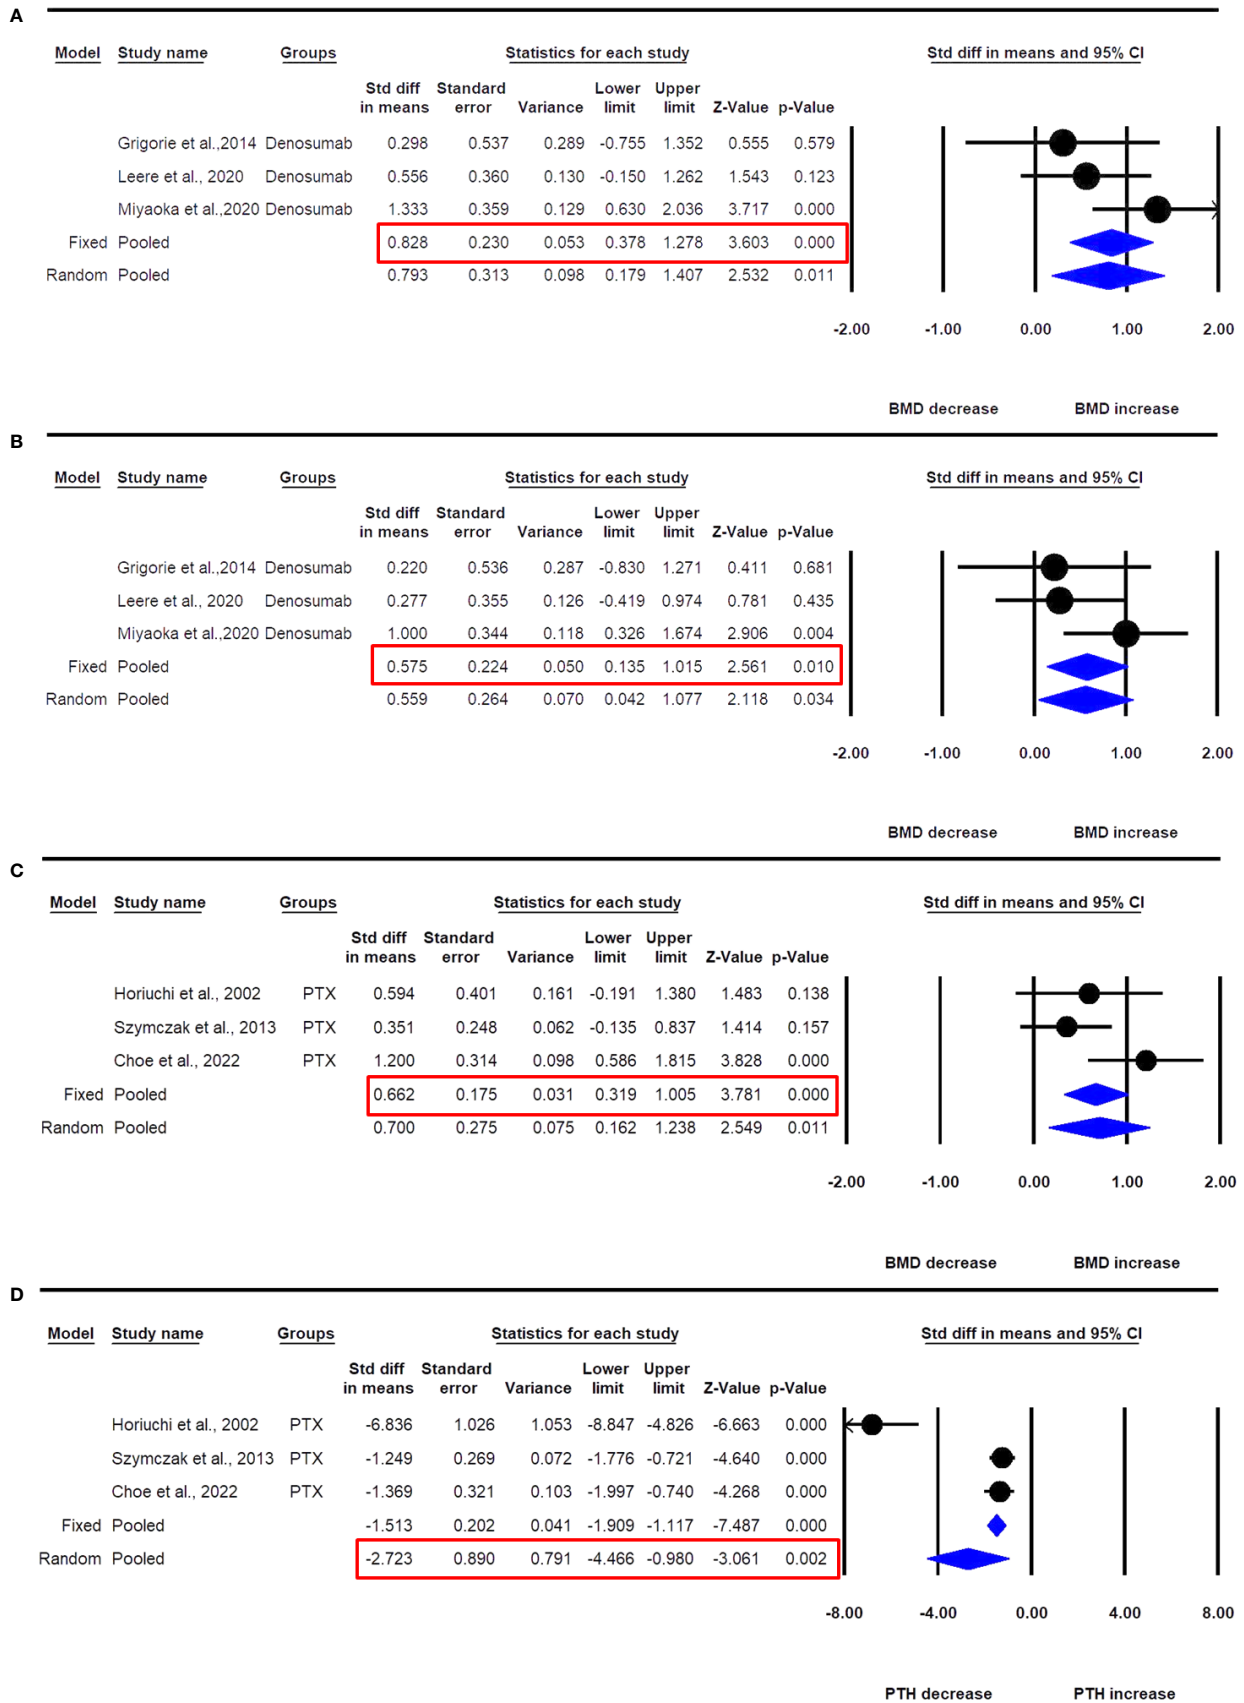 A
Model Study name Groups Statistics for each study Std diff in means and 95% CI
Std diff Standard Lower Upper
in means error Variance limit limit Z-Value p-Value
Grigorie et al.,2014 Denosumab 0.298 0.537 0.289 -0.755 1.352 0.555 0.579
Leere et al., 2020 Denosumab 0.556 0.360 0.130 -0.150 1.262 1.543 0.123
Miyaoka et al.,2020 Denosumab 1.333 0.359 0.129 0.630 2.036 3.717 0.000
Fixed Pooled 0.828 0.230 0.053 0.378 1.278 3.603 0.000
Random Pooled 0.793 0.313 0.098 0.179 1.407 2.532 0.011
-2.00 -1.00 0.00 1.00 2.00
BMD decrease BMD increase
B
Model Study name Groups Statistics for each study Std diff in means and 95% CI
Std diff Standard Lower Upper
in means error Variance limit limit Z-Value p-Value
Grigorie et al.,2014 Denosumab 0.220 0.536 0.287 -0.830 1.271 0.411 0.681
Leere et al., 2020 Denosumab 0.277 0.355 0.126 -0.419 0.974 0.781 0.435
Miyaoka et al.,2020 Denosumab 1.000 0.344 0.118 0.326 1.674 2.906 0.004
Fixed Pooled 0.575 0.224 0.050 0.135 1.015 2.561 0.010
Random Pooled 0.559 0.264 0.070 0.042 1.077 2.118 0.034
-2.00 -1.00 0.00 1.00 2.00
BMD decrease BMD increase
C
Model Study name Groups Statistics for each study Std diff in means and 95% CI
Std diff Standard Lower Upper
in means error Variance limit limit Z-Value p-Value
Horiuchi et al., 2002 PTX 0.594 0.401 0.161 -0.191 1.380 1.483 0.138
Szymczak et al., 2013 PTX 0.351 0.248 0.062 -0.135 0.837 1.414 0.157
Choe et al., 2022 PTX 1.200 0.314 0.098 0.586 1.815 3.828 0.000
Fixed Pooled 0.662 0.175 0.031 0.319 1.005 3.781 0.000
Random Pooled 0.700 0.275 0.075 0.162 1.238 2.549 0.011
-2.00 -1.00 0.00 1.00 2.00
BMD decrease BMD increase
D
Model Study name Groups Statistics for each study Std diff in means and 95% CI
Std diff Standard Lower Upper
in means error Variance limit limit Z-Value p-Value
Horiuchi et al., 2002 PTX -6.836 1.026 1.053 -8.847 -4.826 -6.663 0.000
Szymczak et al., 2013 PTX -1.249 0.269 0.072 -1.776 -0.721 -4.640 0.000
Choe et al., 2022 PTX -1.369 0.321 0.103 -1.997 -0.740 -4.268 0.000
Fixed Pooled -1.513 0.202 0.041 -1.909 -1.117 -7.487 0.000
Random Pooled -2.723 0.890 0.791 -4.466 -0.980 -3.061 0.002
-8.00 -4.00 0.00 4.00 8.00
PTH decrease PTH increase